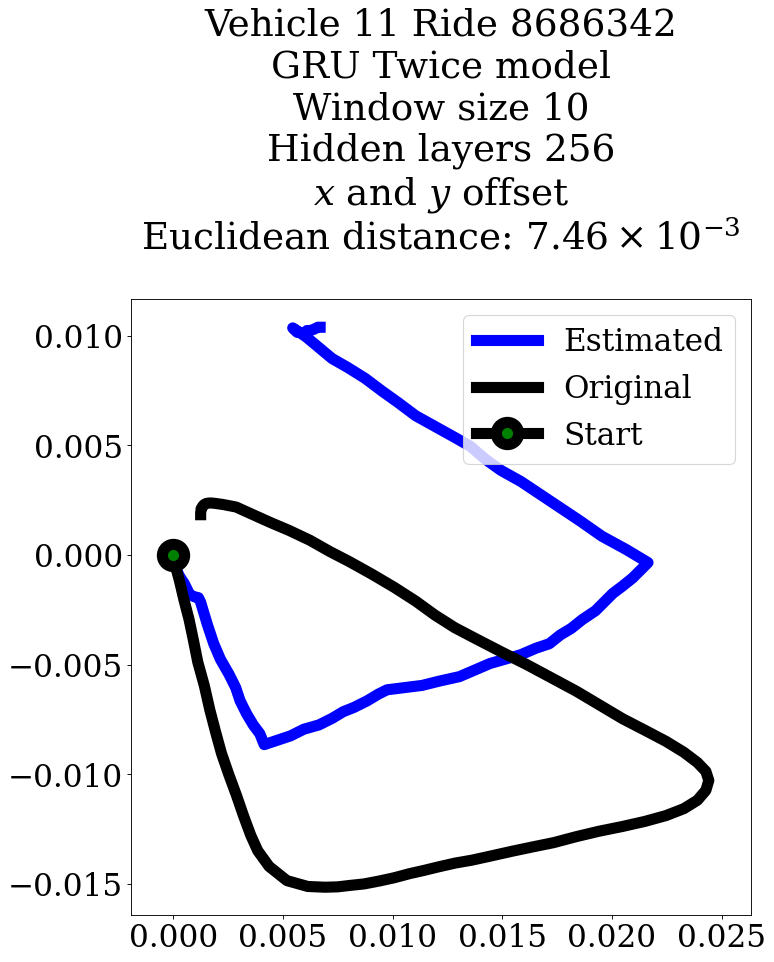 Vehicle 11 Ride 8686342
GRU Twice model
Window size 10
Hidden layers 256
x and y offset
Euclidean distance: 7.46 × 10⁻³
Estimated
Original
Start
0.010
0.005
0.000
−0.005
−0.010
−0.015
0.000 0.005 0.010 0.015 0.020 0.025